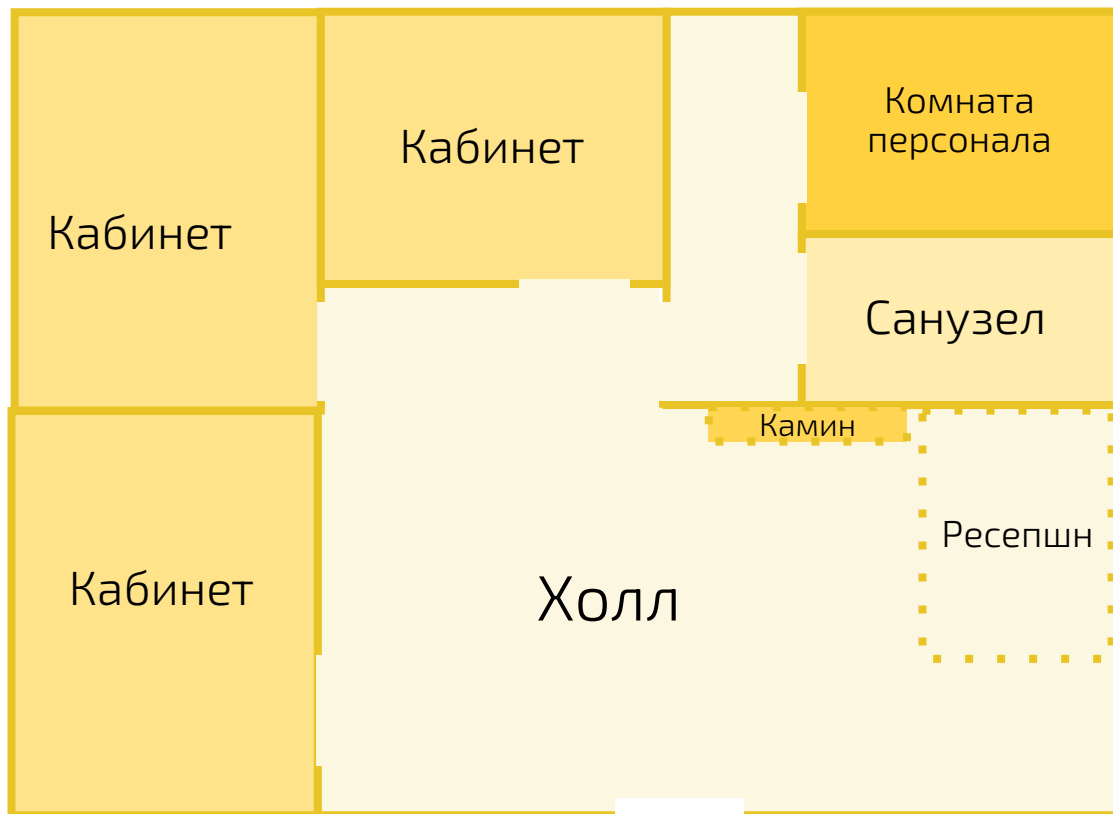 Комната
персонала
Кабинет
Кабинет
Санузел
Камин
Ресепшн
Кабинет
Холл